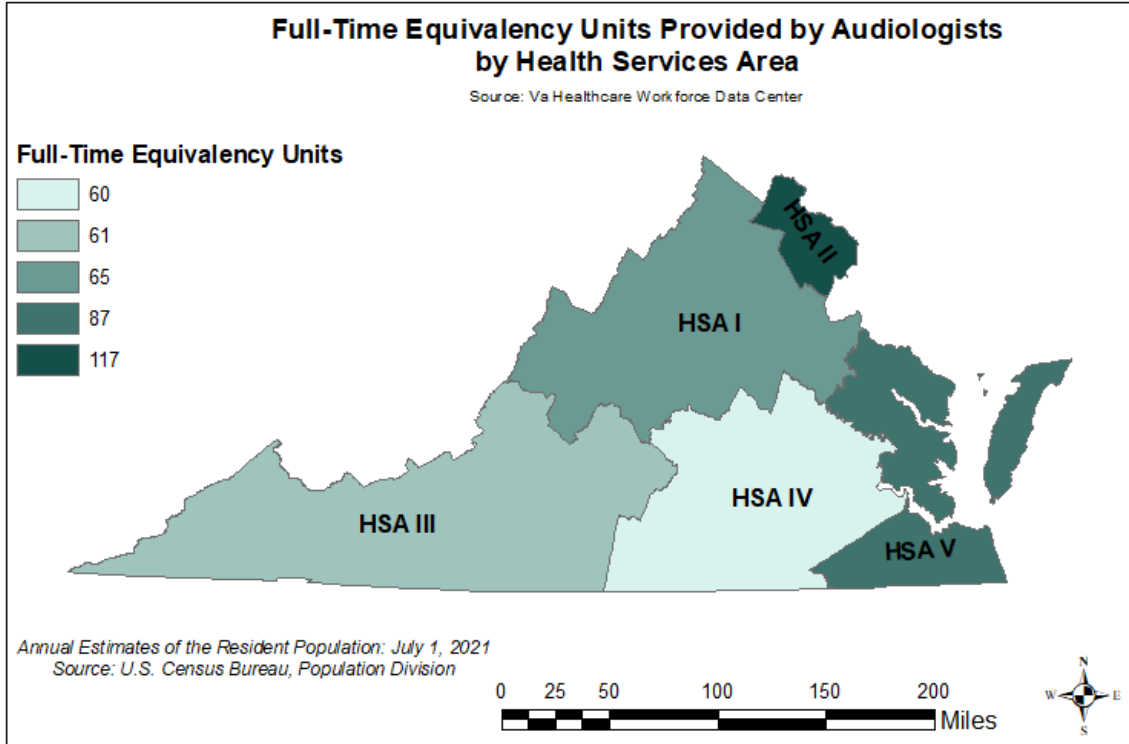 Full-Time Equivalency Units Provided by Audiologists
by Health Services Area
Source: Va Healthcare Workforce Data Center
Full-Time Equivalency Units
60
61
65
87
117
HSA II
HSA I
HSA IV
HSA III
HSA V
Annual Estimates of the Resident Population: July 1, 2021
Source: U.S. Census Bureau, Population Division
0 25 50 100 150 200
Miles
N
W E
S